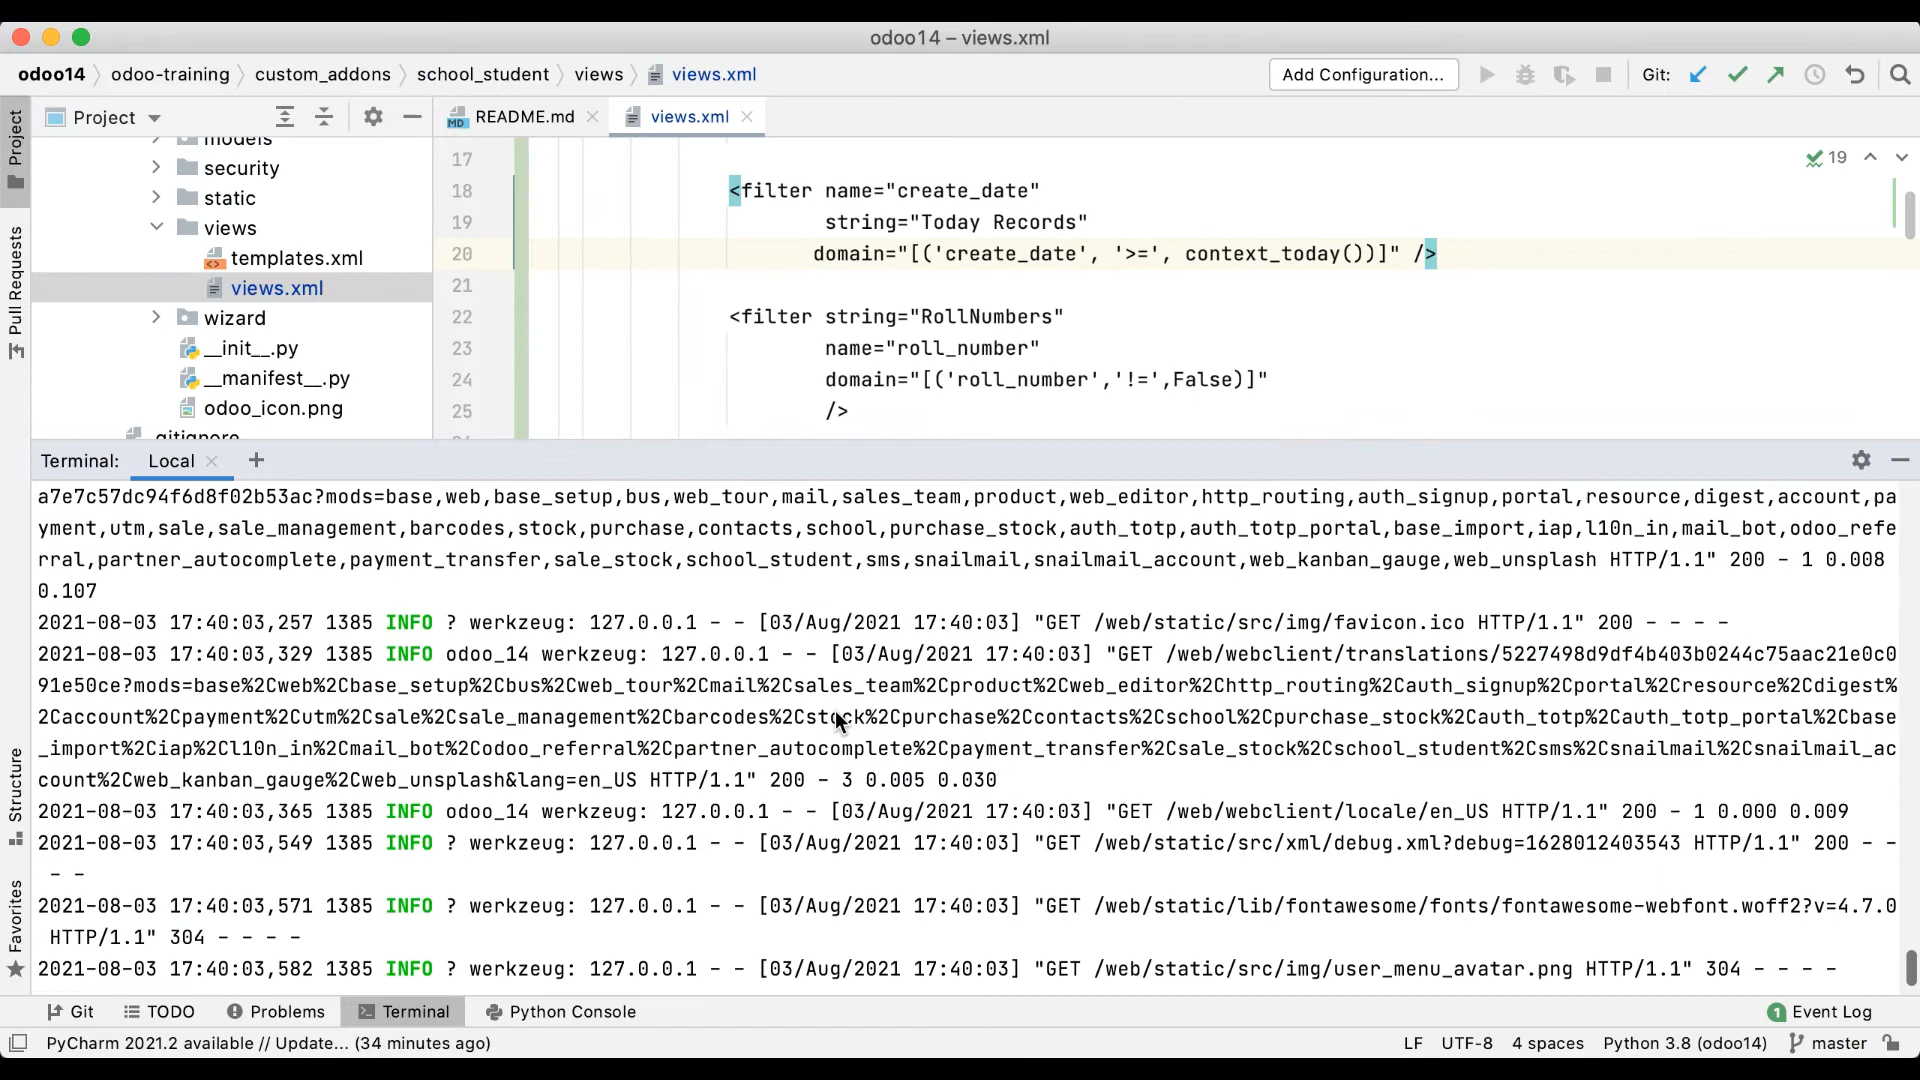 odoo14 – views.xml
odoo14 odoo-training custom_addons school_student views views.xml
Add Configuration... Git:
Project
README.md
views.xml
models
security
static
views
templates.xml
views.xml
wizard
__init__.py
__manifest__.py
odoo_icon.png
.gitignore
Project
Pull Requests
Structure
Favorites
17
18 <filter name="create_date"
19 string="Today Records"
20 domain="[('create_date', '>=', context_today())]" />
21
22 <filter string="RollNumbers"
23 name="roll_number"
24 domain="[('roll_number','!=',False)]"
25 />
19
Terminal: Local
a7e7c57dc94f6d8f02b53ac?mods=base,web,base_setup,bus,web_tour,mail,sales_team,product,web_editor,http_routing,auth_signup,portal,resource,digest,account,pa
yment,utm,sale,sale_management,barcodes,stock,purchase,contacts,school,purchase_stock,auth_totp,auth_totp_portal,base_import,iap,l10n_in,mail_bot,odoo_refe
rral,partner_autocomplete,payment_transfer,sale_stock,school_student,sms,snailmail,snailmail_account,web_kanban_gauge,web_unsplash HTTP/1.1" 200 - 1 0.008
0.107
2021-08-03 17:40:03,257 1385 INFO ? werkzeug: 127.0.0.1 - - [03/Aug/2021 17:40:03] "GET /web/static/src/img/favicon.ico HTTP/1.1" 200 - - - -
2021-08-03 17:40:03,329 1385 INFO odoo_14 werkzeug: 127.0.0.1 - - [03/Aug/2021 17:40:03] "GET /web/webclient/translations/5227498d9df4b403b0244c75aac21e0c0
91e50ce?mods=base%2Cweb%2Cbase_setup%2Cbus%2Cweb_tour%2Cmail%2Csales_team%2Cproduct%2Cweb_editor%2Chttp_routing%2Cauth_signup%2Cportal%2Cresource%2Cdigest%
2Caccount%2Cpayment%2Cutm%2Csale%2Csale_management%2Cbarcodes%2Cstock%2Cpurchase%2Ccontacts%2Cschool%2Cpurchase_stock%2Cauth_totp%2Cauth_totp_portal%2Cbase
_import%2Ciap%2Cl10n_in%2Cmail_bot%2Codoo_referral%2Cpartner_autocomplete%2Cpayment_transfer%2Csale_stock%2Cschool_student%2Csms%2Csnailmail%2Csnailmail_ac
count%2Cweb_kanban_gauge%2Cweb_unsplash&lang=en_US HTTP/1.1" 200 - 3 0.005 0.030
2021-08-03 17:40:03,365 1385 INFO odoo_14 werkzeug: 127.0.0.1 - - [03/Aug/2021 17:40:03] "GET /web/webclient/locale/en_US HTTP/1.1" 200 - 1 0.000 0.009
2021-08-03 17:40:03,549 1385 INFO ? werkzeug: 127.0.0.1 - - [03/Aug/2021 17:40:03] "GET /web/static/src/xml/debug.xml?debug=1628012403543 HTTP/1.1" 200 - -
- -
2021-08-03 17:40:03,571 1385 INFO ? werkzeug: 127.0.0.1 - - [03/Aug/2021 17:40:03] "GET /web/static/lib/fontawesome/fonts/fontawesome-webfont.woff2?v=4.7.0
HTTP/1.1" 304 - - - -
2021-08-03 17:40:03,582 1385 INFO ? werkzeug: 127.0.0.1 - - [03/Aug/2021 17:40:03] "GET /web/static/src/img/user_menu_avatar.png HTTP/1.1" 304 - - - -
Git TODO Problems Terminal Python Console 1 Event Log
PyCharm 2021.2 available // Update... (34 minutes ago) LF UTF-8 4 spaces Python 3.8 (odoo14) master